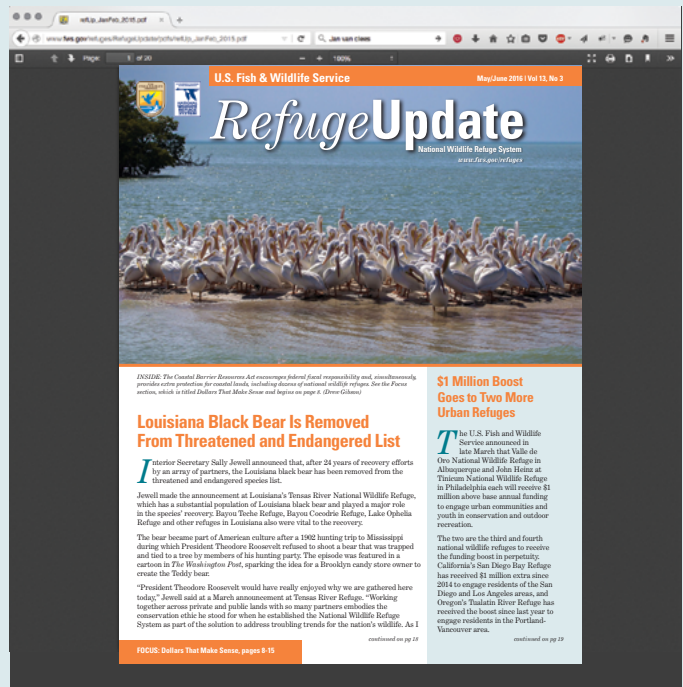 refUp_JanFeb_2015.pdf
www.fws.gov/refuges/RefugeUpdate/pdfs/refUp_JanFeb_2015.pdf
Jan van clees
Page: 1 of 20
100%
U.S. Fish & Wildlife Service
May/June 2016 | Vol 13, No 3
RefugeUpdate
National Wildlife Refuge System
www.fws.gov/refuges
INSIDE: The Coastal Barrier Resources Act encourages federal fiscal responsibility and, simultaneously,
provides extra protection for coastal lands, including dozens of national wildlife refuges. See the Focus
section, which is titled Dollars That Make Sense and begins on page 8. (Drew Gibson)
Louisiana Black Bear Is Removed
From Threatened and Endangered List
Interior Secretary Sally Jewell announced that, after 24 years of recovery efforts
by an array of partners, the Louisiana black bear has been removed from the
threatened and endangered species list.
Jewell made the announcement at Louisiana's Tensas River National Wildlife Refuge,
which has a substantial population of Louisiana black bear and played a major role
in the species' recovery. Bayou Teche Refuge, Bayou Cocodrie Refuge, Lake Ophelia
Refuge and other refuges in Louisiana also were vital to the recovery.
The bear became part of American culture after a 1902 hunting trip to Mississippi
during which President Theodore Roosevelt refused to shoot a bear that was trapped
and tied to a tree by members of his hunting party. The episode was featured in a
cartoon in The Washington Post, sparking the idea for a Brooklyn candy store owner to
create the Teddy bear.
"President Theodore Roosevelt would have really enjoyed why we are gathered here
today," Jewell said at a March announcement at Tensas River Refuge. "Working
together across private and public lands with so many partners embodies the
conservation ethic he stood for when he established the National Wildlife Refuge
System as part of the solution to address troubling trends for the nation's wildlife. As I
continued on pg 18
$1 Million Boost
Goes to Two More
Urban Refuges
The U.S. Fish and Wildlife
Service announced in
late March that Valle de
Oro National Wildlife Refuge in
Albuquerque and John Heinz at
Tinicum National Wildlife Refuge
in Philadelphia each will receive $1
million above base annual funding
to engage urban communities and
youth in conservation and outdoor
recreation.
The two are the third and fourth
national wildlife refuges to receive
the funding boost in perpetuity.
California's San Diego Bay Refuge
has received $1 million extra since
2014 to engage residents of the San
Diego and Los Angeles areas, and
Oregon's Tualatin River Refuge has
received the boost since last year to
engage residents in the Portland-
Vancouver area.
continued on pg 19
FOCUS: Dollars That Make Sense, pages 8-15